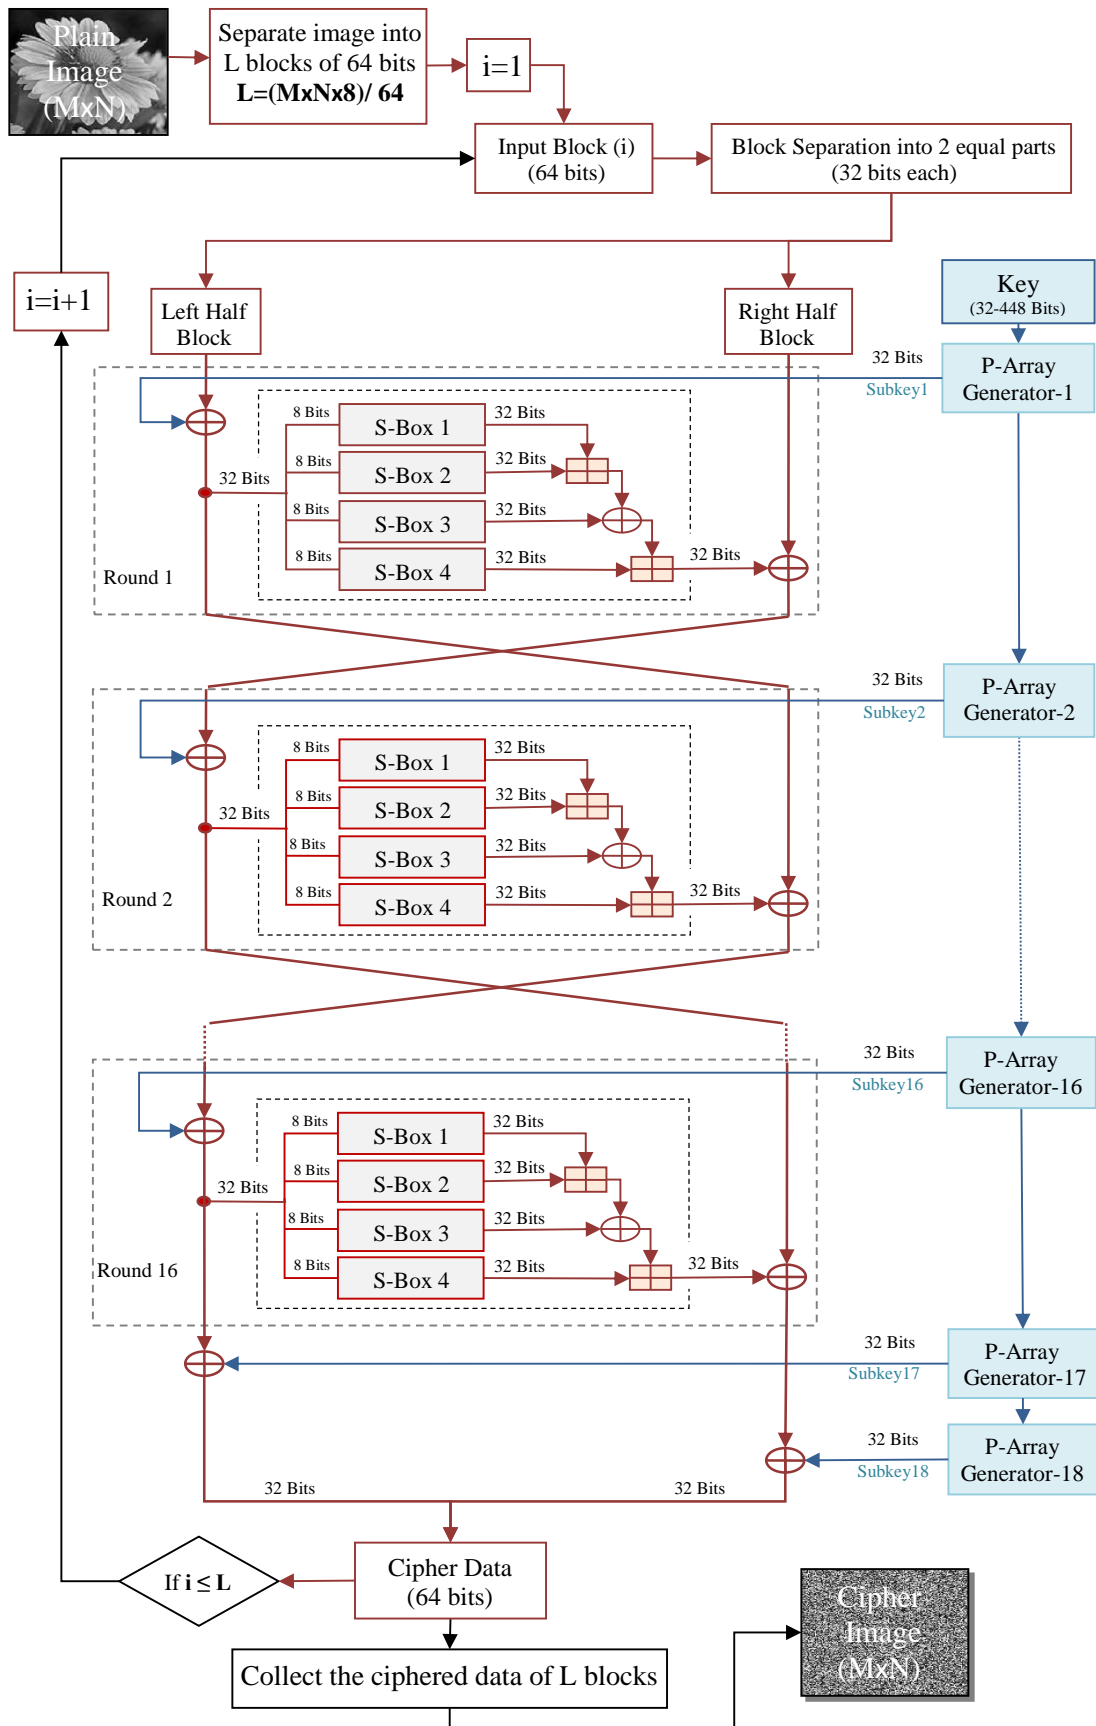 Plain
Image
(MxN)
Separate image into
L blocks of 64 bits
L=(MxNx8)/ 64
i=1
Input Block (i)
(64 bits)
Block Separation into 2 equal parts
(32 bits each)
i=i+1
Left Half
Block
Right Half
Block
Key
(32-448 Bits)
32 Bits
Subkey1
P-Array
Generator-1
8 Bits
S-Box 1
32 Bits
8 Bits
S-Box 2
32 Bits
32 Bits
8 Bits
S-Box 3
32 Bits
8 Bits
S-Box 4
32 Bits
32 Bits
Round 1
32 Bits
Subkey2
P-Array
Generator-2
8 Bits
S-Box 1
32 Bits
8 Bits
S-Box 2
32 Bits
32 Bits
8 Bits
S-Box 3
32 Bits
8 Bits
S-Box 4
32 Bits
32 Bits
Round 2
32 Bits
Subkey16
P-Array
Generator-16
8 Bits
S-Box 1
32 Bits
8 Bits
S-Box 2
32 Bits
32 Bits
8 Bits
S-Box 3
32 Bits
8 Bits
S-Box 4
32 Bits
32 Bits
Round 16
32 Bits
Subkey17
P-Array
Generator-17
32 Bits
Subkey18
P-Array
Generator-18
32 Bits
32 Bits
If i ≤ L
Cipher Data
(64 bits)
Cipher
Image
(MxN)
Collect the ciphered data of L blocks